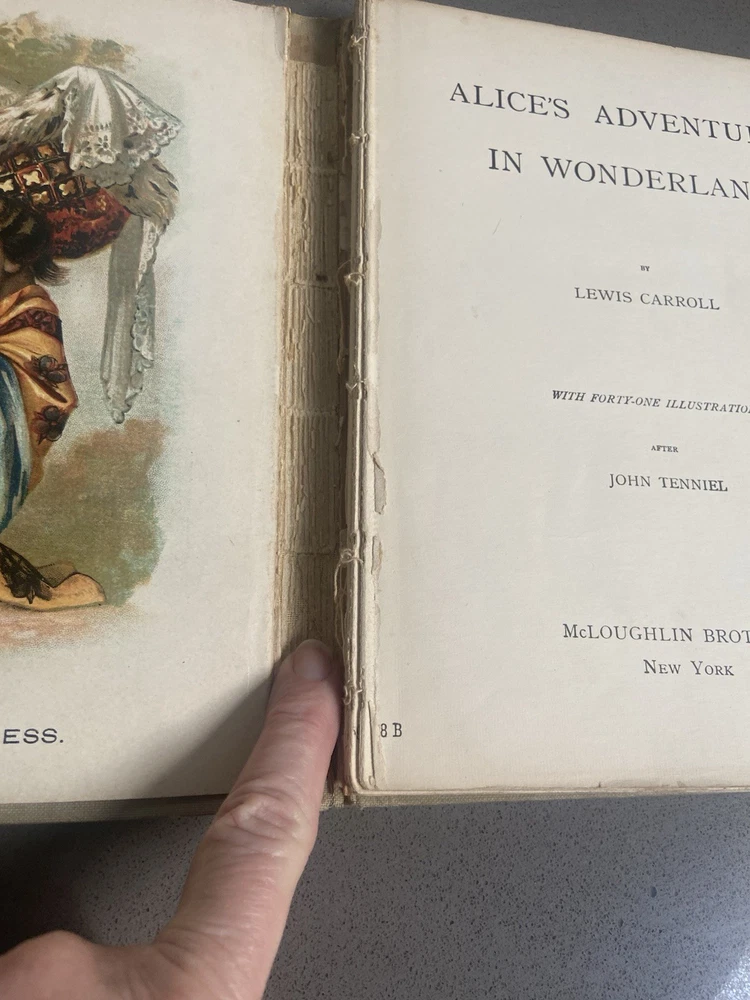 ESS.
ALICE'S ADVENTU
IN WONDERLAN
BY
LEWIS CARROLL
WITH FORTY-ONE ILLUSTRATIO
AFTER
JOHN TENNIEL
McLOUGHLIN BROT
NEW YORK
8 B